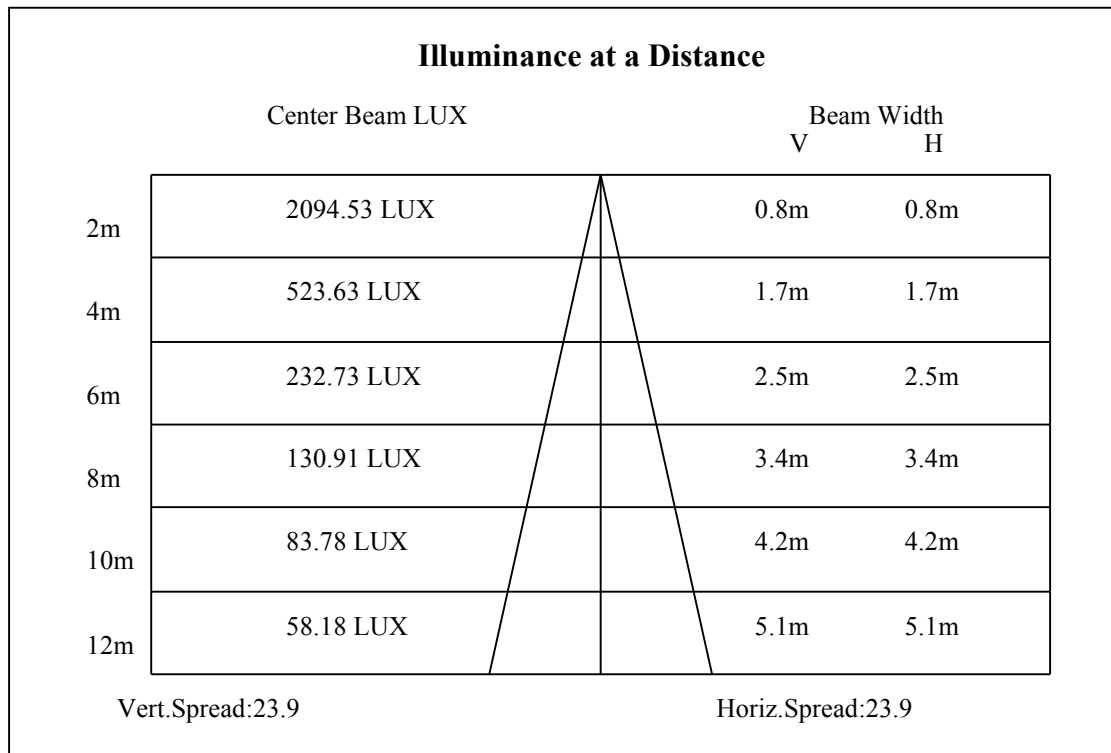 Illuminance at a Distance
Center Beam LUX Beam Width
V H
2094.53 LUX 0.8m 0.8m
2m
523.63 LUX 1.7m 1.7m
4m
232.73 LUX 2.5m 2.5m
6m
130.91 LUX 3.4m 3.4m
8m
83.78 LUX 4.2m 4.2m
10m
58.18 LUX 5.1m 5.1m
12m
Vert.Spread:23.9 Horiz.Spread:23.9